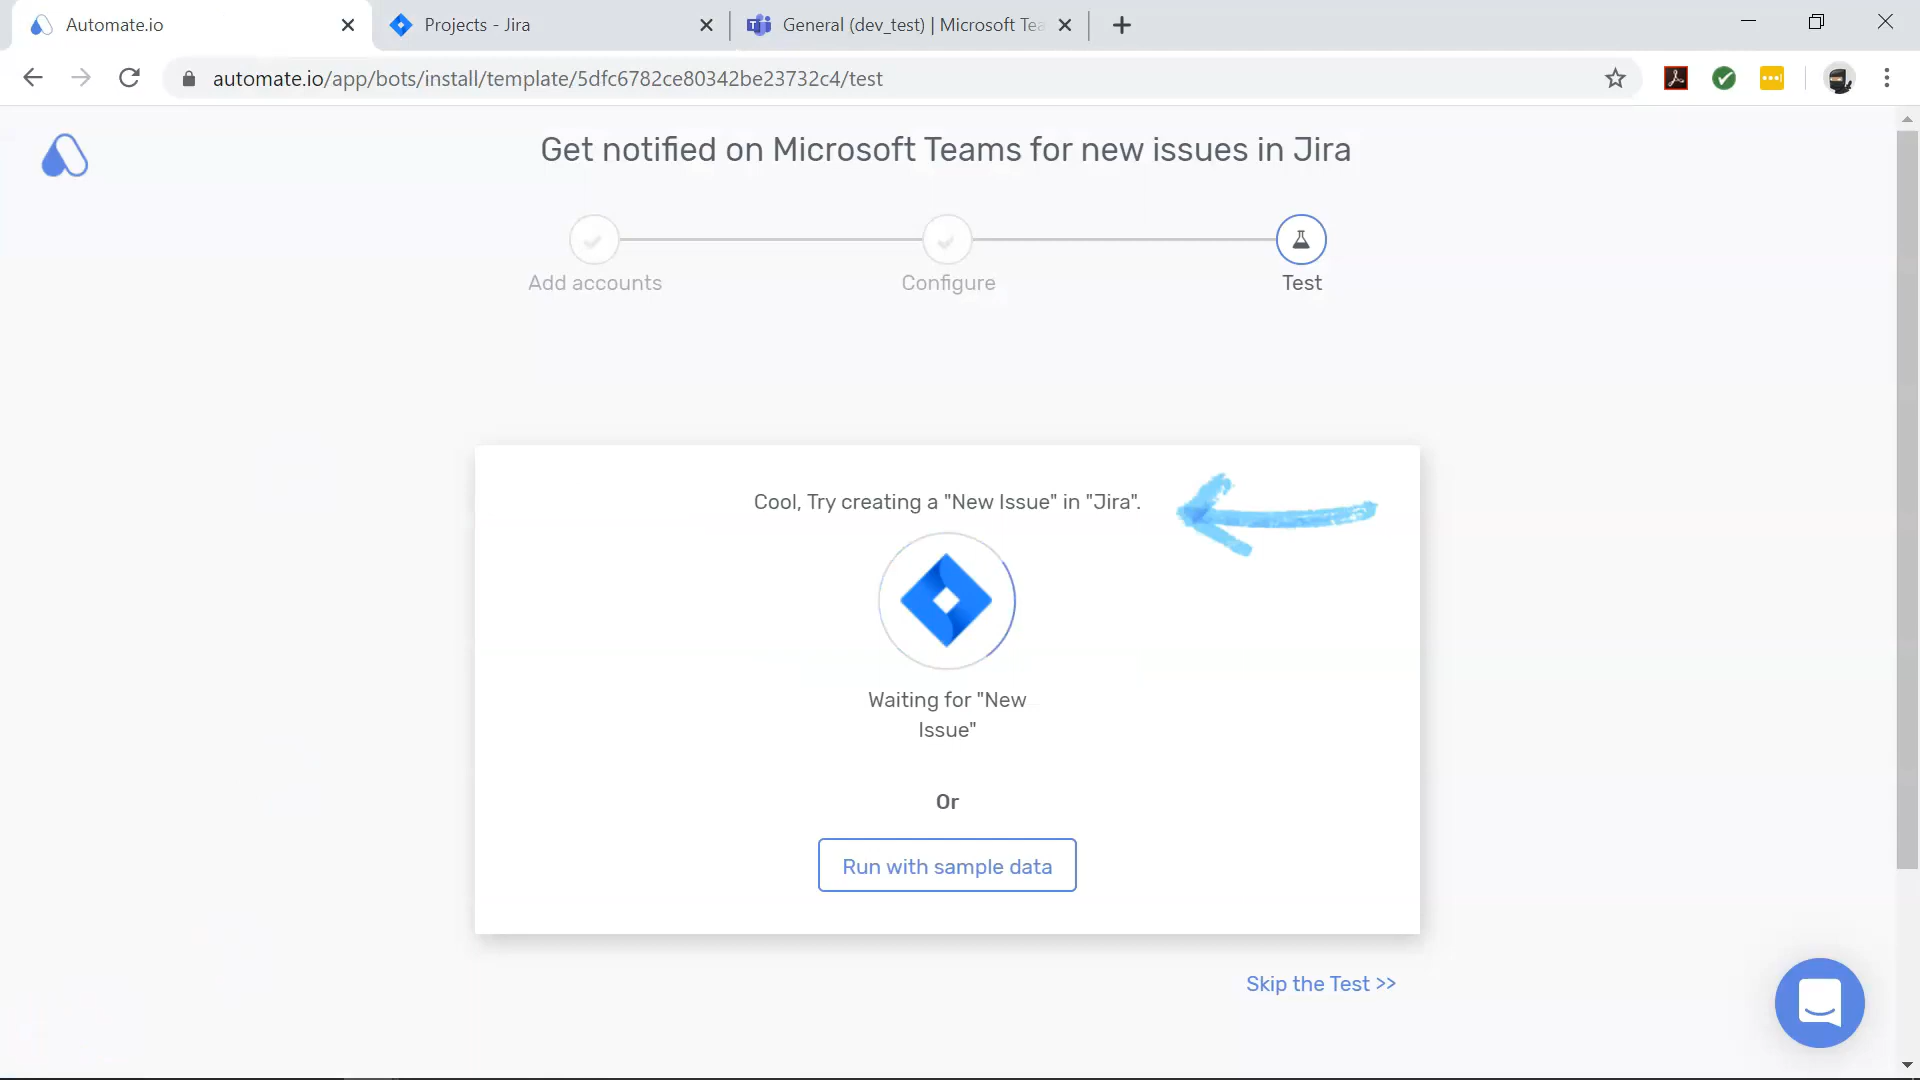 Automate.io
Projects - Jira
General (dev_test) | Microsoft Tea
automate.io/app/bots/install/template/5dfc6782ce80342be23732c4/test
Get notified on Microsoft Teams for new issues in Jira
Add accounts
Configure
Test
Cool, Try creating a "New Issue" in "Jira".
Waiting for "New
Issue"
Or
Run with sample data
Skip the Test >>